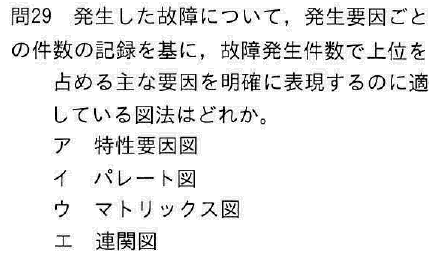 問29　発生した故障について，発生要因ごと
の件数の記録を基に，故障発生件数で上位を
占める主な要因を明確に表現するのに適
している図法はどれか。
ア　特性要因図
イ　パレート図
ウ　マトリックス図
エ　連関図